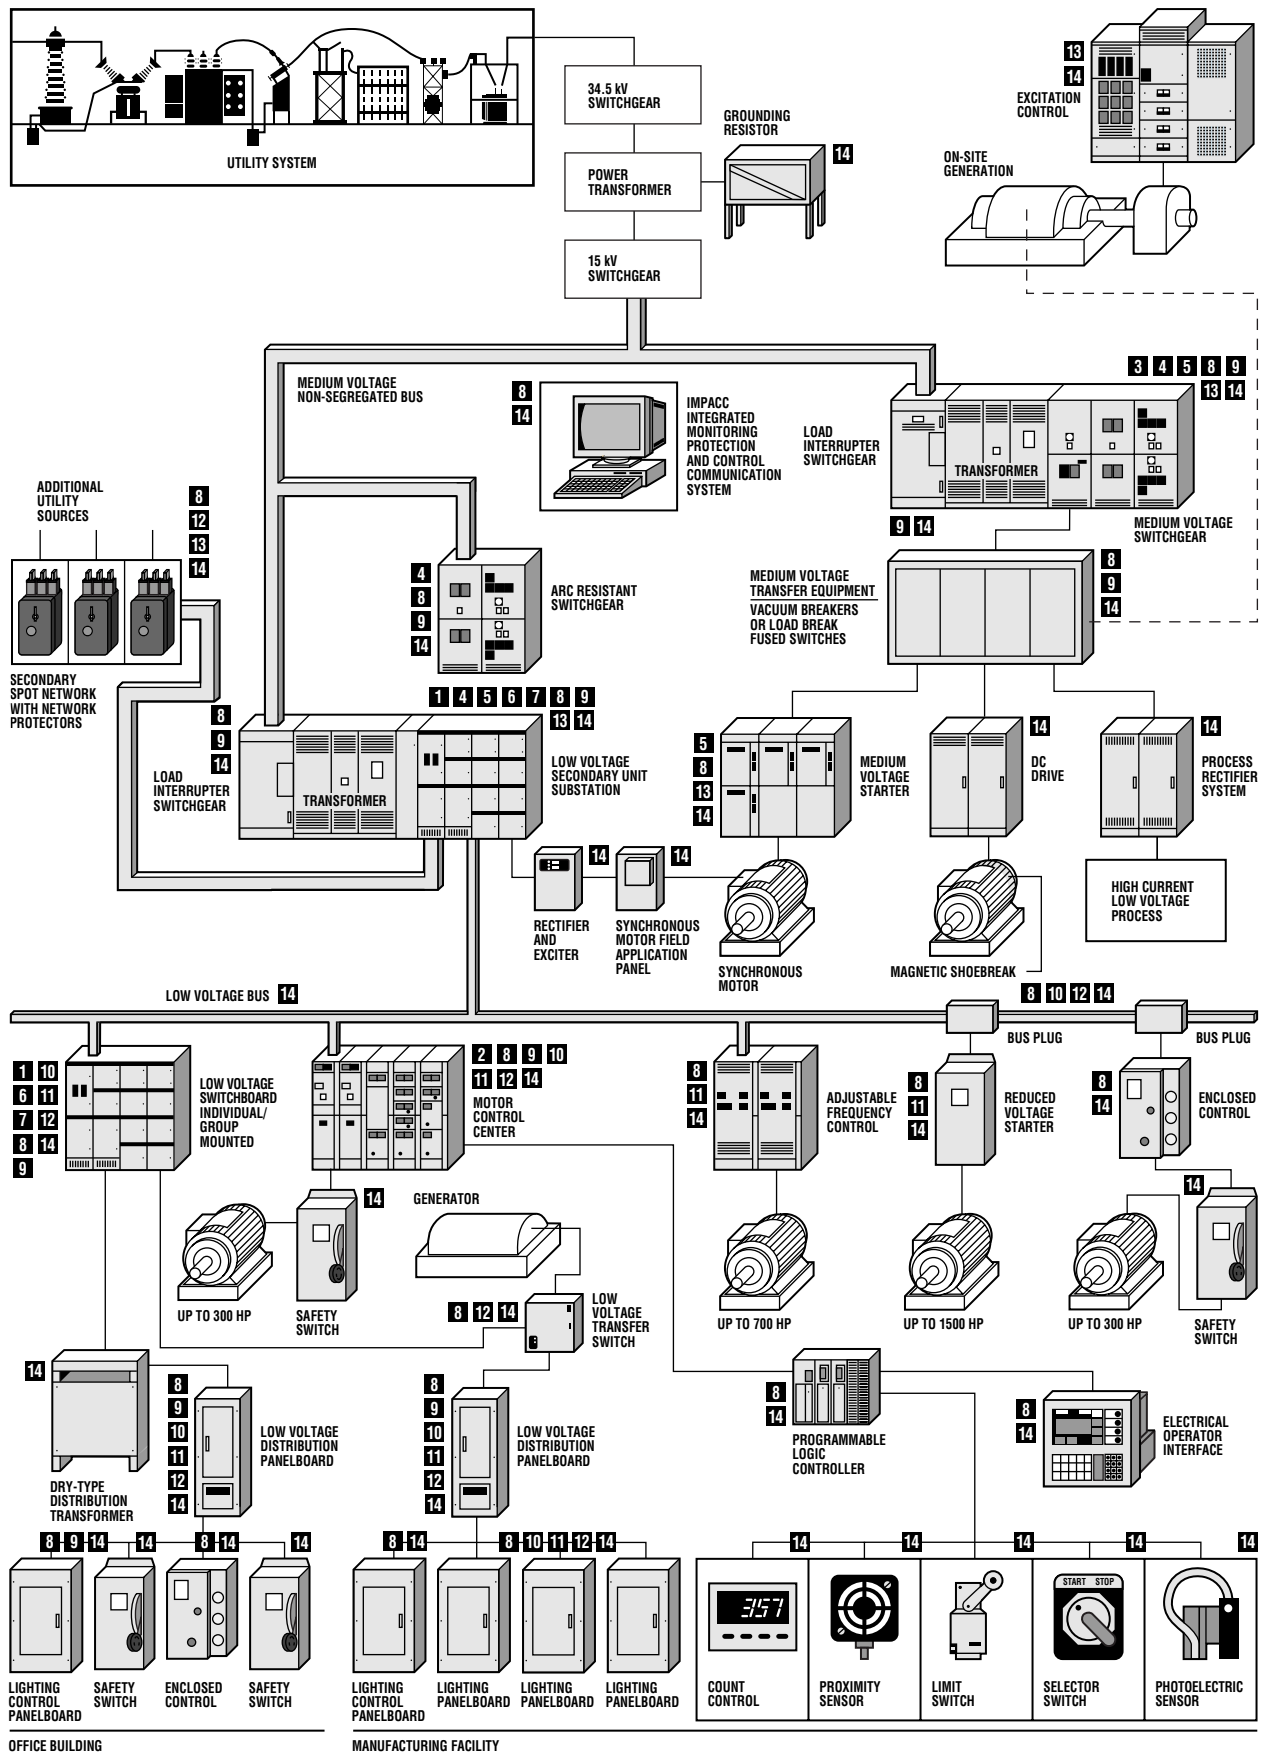 UTILITY SYSTEM
34.5 kV
SWITCHGEAR
POWER
TRANSFORMER
15 kV
SWITCHGEAR
GROUNDING
RESISTOR
14
13
14
EXCITATION
CONTROL
ON-SITE
GENERATION
MEDIUM VOLTAGE
NON-SEGREGATED BUS
8
14
IMPACC
INTEGRATED
MONITORING
PROTECTION
AND CONTROL
COMMUNICATION
SYSTEM
3 4 5 8 9
13 14
LOAD
INTERRUPTER
SWITCHGEAR
TRANSFORMER
9 14
MEDIUM VOLTAGE
SWITCHGEAR
ADDITIONAL
UTILITY
SOURCES
8
12
13
14
SECONDARY
SPOT NETWORK
WITH NETWORK
PROTECTORS
4
8
9
14
ARC RESISTANT
SWITCHGEAR
MEDIUM VOLTAGE
TRANSFER EQUIPMENT
VACUUM BREAKERS
OR LOAD BREAK
FUSED SWITCHES
8
9
14
1 4 5 6 7 8 9
13 14
8
9
14
LOAD
INTERRUPTER
SWITCHGEAR
TRANSFORMER
LOW VOLTAGE
SECONDARY UNIT
SUBSTATION
5
8
13
14
MEDIUM
VOLTAGE
STARTER
14
DC
DRIVE
14
PROCESS
RECTIFIER
SYSTEM
14
RECTIFIER
AND
EXCITER
14
SYNCHRONOUS
MOTOR FIELD
APPLICATION
PANEL
SYNCHRONOUS
MOTOR
MAGNETIC SHOEBREAK
HIGH CURRENT
LOW VOLTAGE
PROCESS
LOW VOLTAGE BUS 14
8 10 12 14
BUS PLUG
BUS PLUG
1 10
6 11
7 12
8 14
9
LOW VOLTAGE
SWITCHBOARD
INDIVIDUAL/
GROUP
MOUNTED
2 8 9 10
11 12 14
MOTOR
CONTROL
CENTER
8
11
14
ADJUSTABLE
FREQUENCY
CONTROL
8
11
14
REDUCED
VOLTAGE
STARTER
8
14
ENCLOSED
CONTROL
UP TO 300 HP
14
SAFETY
SWITCH
GENERATOR
8 12 14
LOW
VOLTAGE
TRANSFER
SWITCH
UP TO 700 HP
UP TO 1500 HP
UP TO 300 HP
14
SAFETY
SWITCH
14
DRY-TYPE
DISTRIBUTION
TRANSFORMER
8
9
10
11
12
14
LOW VOLTAGE
DISTRIBUTION
PANELBOARD
8
9
10
11
12
14
LOW VOLTAGE
DISTRIBUTION
PANELBOARD
8
14
PROGRAMMABLE
LOGIC
CONTROLLER
8
14
ELECTRICAL
OPERATOR
INTERFACE
8 9 14 14 8 14 14
8 14 8 10 11 12 14
14 14 14 14 14
3157
START STOP
LIGHTING
CONTROL
PANELBOARD
SAFETY
SWITCH
ENCLOSED
CONTROL
SAFETY
SWITCH
LIGHTING
CONTROL
PANELBOARD
LIGHTING
PANELBOARD
LIGHTING
PANELBOARD
LIGHTING
PANELBOARD
COUNT
CONTROL
PROXIMITY
SENSOR
LIMIT
SWITCH
SELECTOR
SWITCH
PHOTOELECTRIC
SENSOR
OFFICE BUILDING
MANUFACTURING FACILITY